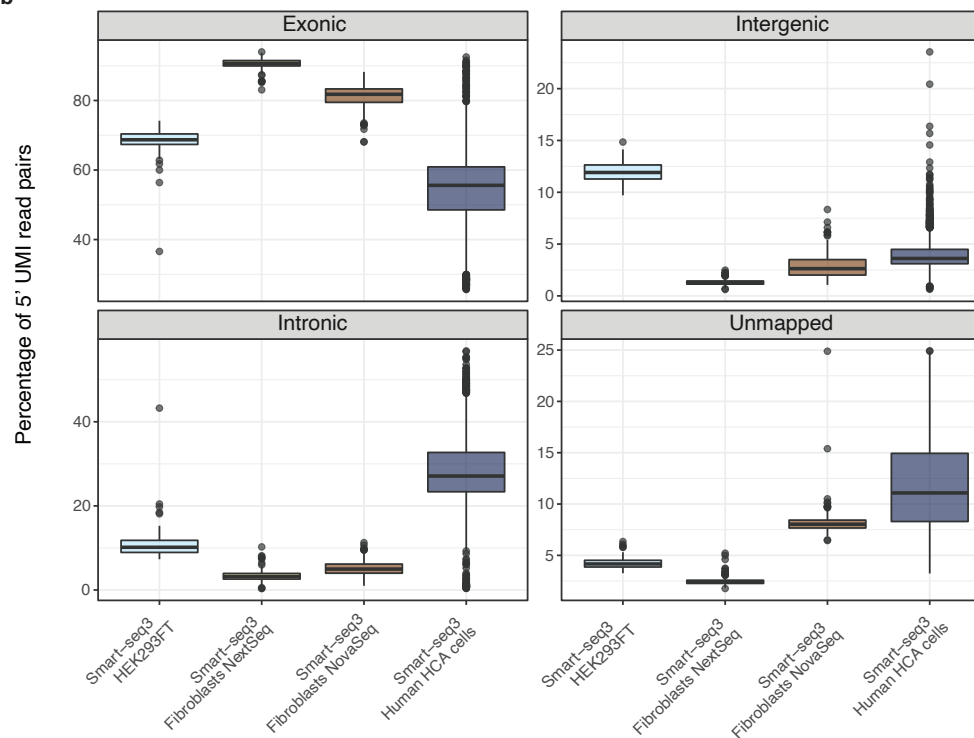 b
Exonic
Intergenic
80
60
40
20
15
10
5
0
Percentage of 5' UMI read pairs
Intronic
Unmapped
40
20
0
25
20
15
10
5
Smart−seq3
HEK293FT
Smart−seq3
Fibroblasts NextSeq
Smart−seq3
Fibroblasts NovaSeq
Smart−seq3
Human HCA cells
Smart−seq3
HEK293FT
Smart−seq3
Fibroblasts NextSeq
Smart−seq3
Fibroblasts NovaSeq
Smart−seq3
Human HCA cells